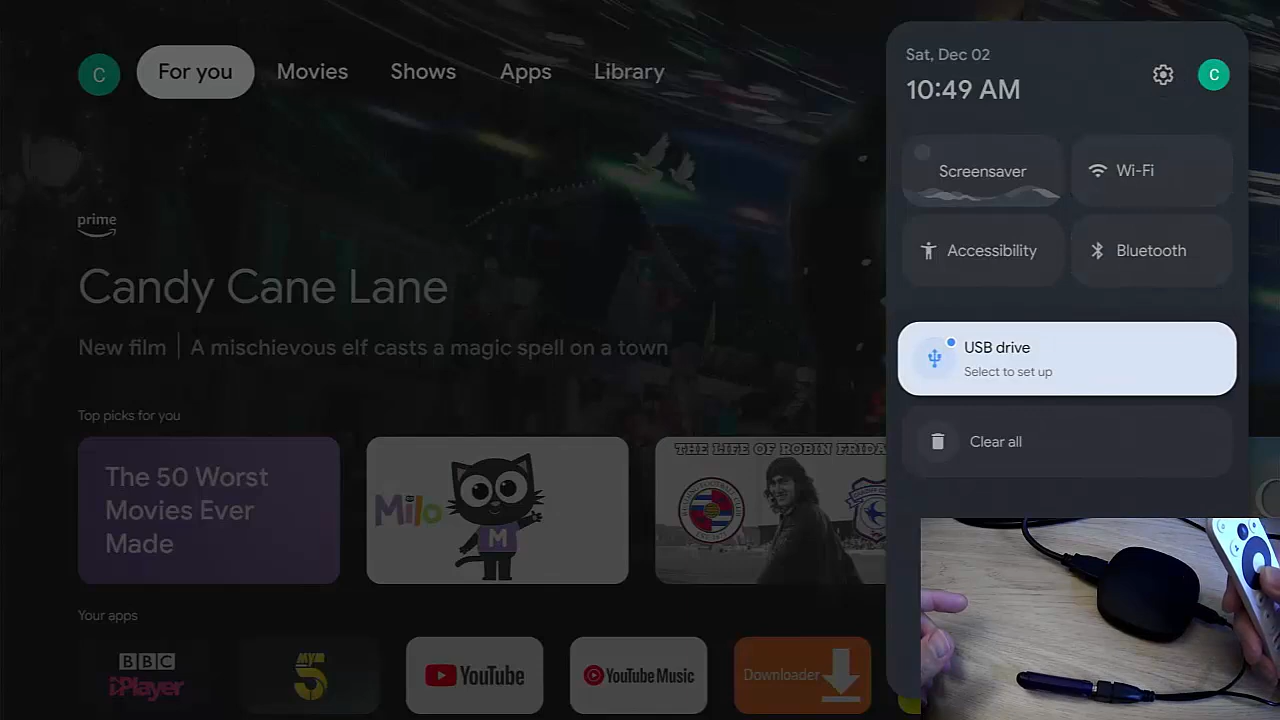 C
For you
Movies
Shows
Apps
Library
prime
Candy Cane Lane
New film | A mischievous elf casts a magic spell on a town
Top picks for you
The 50 Worst
Movies Ever
Made
Milo
M
THE LIFE OF ROBIN FRIDA
Your apps
BBC
iPLAYER
MY
5
YouTube
YouTube Music
Downloader
Sat, Dec 02
10:49 AM
C
Screensaver
Wi-Fi
Accessibility
Bluetooth
USB drive
Select to set up
Clear all